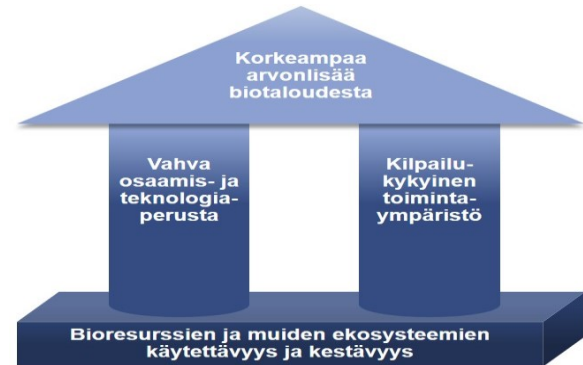 Korkeampaa
arvonlisää
biotaloudesta
Vahva
osaamis- ja
teknologia-
perusta
Kilpailu-
kykyinen
toiminta-
ympäristö
Bioresurssien ja muiden ekosysteemien
käytettävyys ja kestävyys